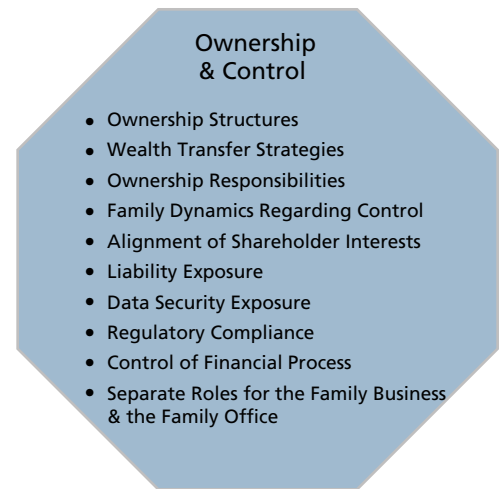 Ownership
& Control
• Ownership Structures
• Wealth Transfer Strategies
• Ownership Responsibilities
• Family Dynamics Regarding Control
• Alignment of Shareholder Interests
• Liability Exposure
• Data Security Exposure
• Regulatory Compliance
• Control of Financial Process
• Separate Roles for the Family Business
& the Family Office